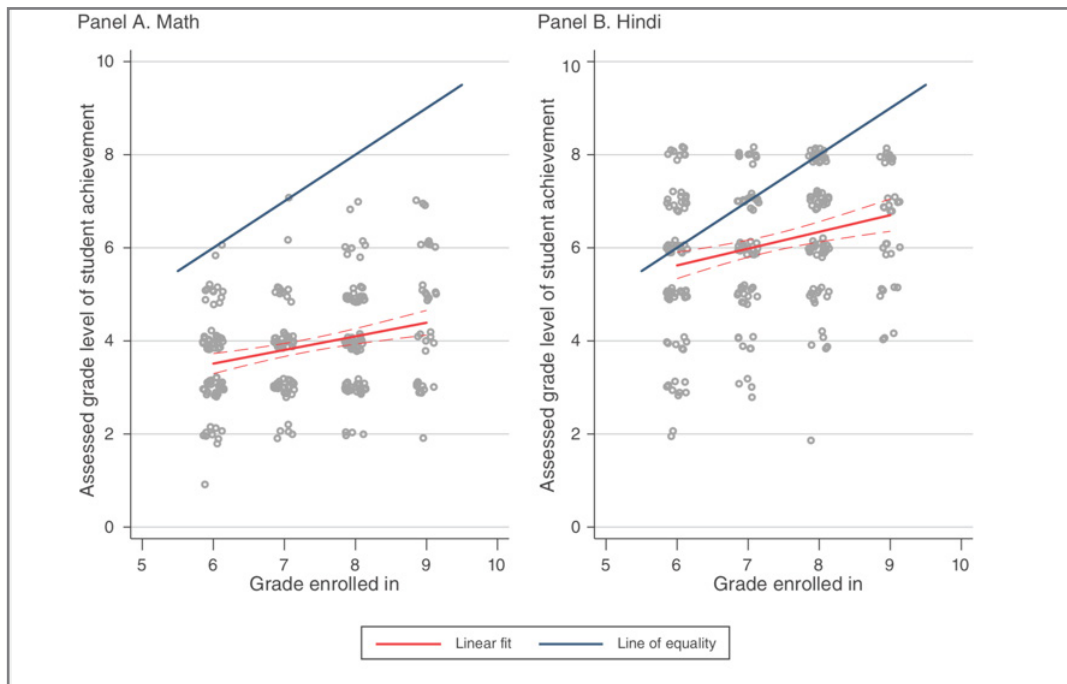 Panel A. Math
Assessed grade level of student achievement
10
8
6
4
2
0
5 6 7 8 9 10
Grade enrolled in
Panel B. Hindi
Assessed grade level of student achievement
10
8
6
4
2
0
5 6 7 8 9 10
Grade enrolled in
Linear fit Line of equality